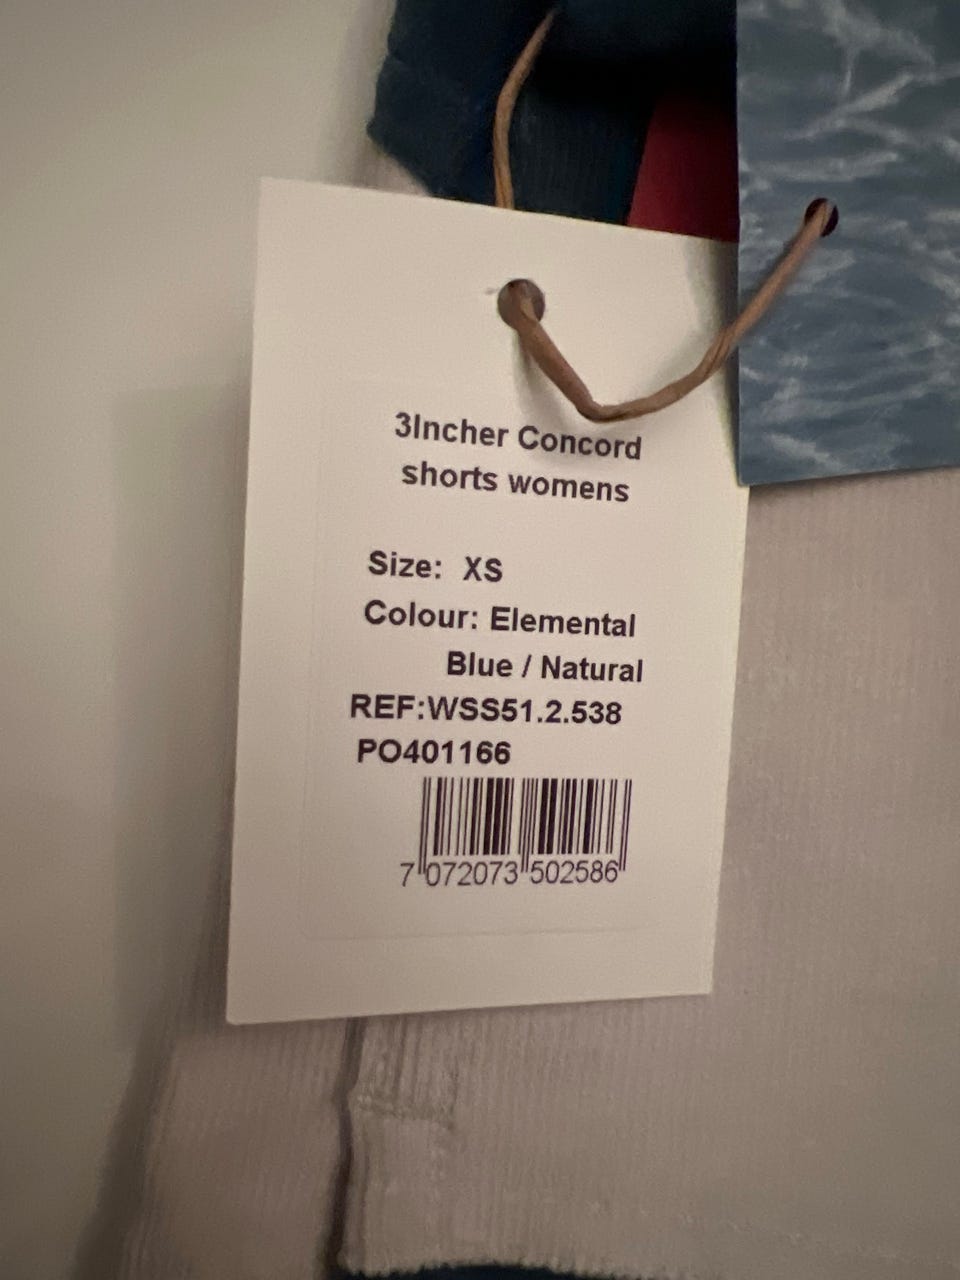 3Incher Concord
shorts womens
Size: XS
Colour: Elemental
Blue / Natural
REF:WSS51.2.538
PO401166
7 072073 502586